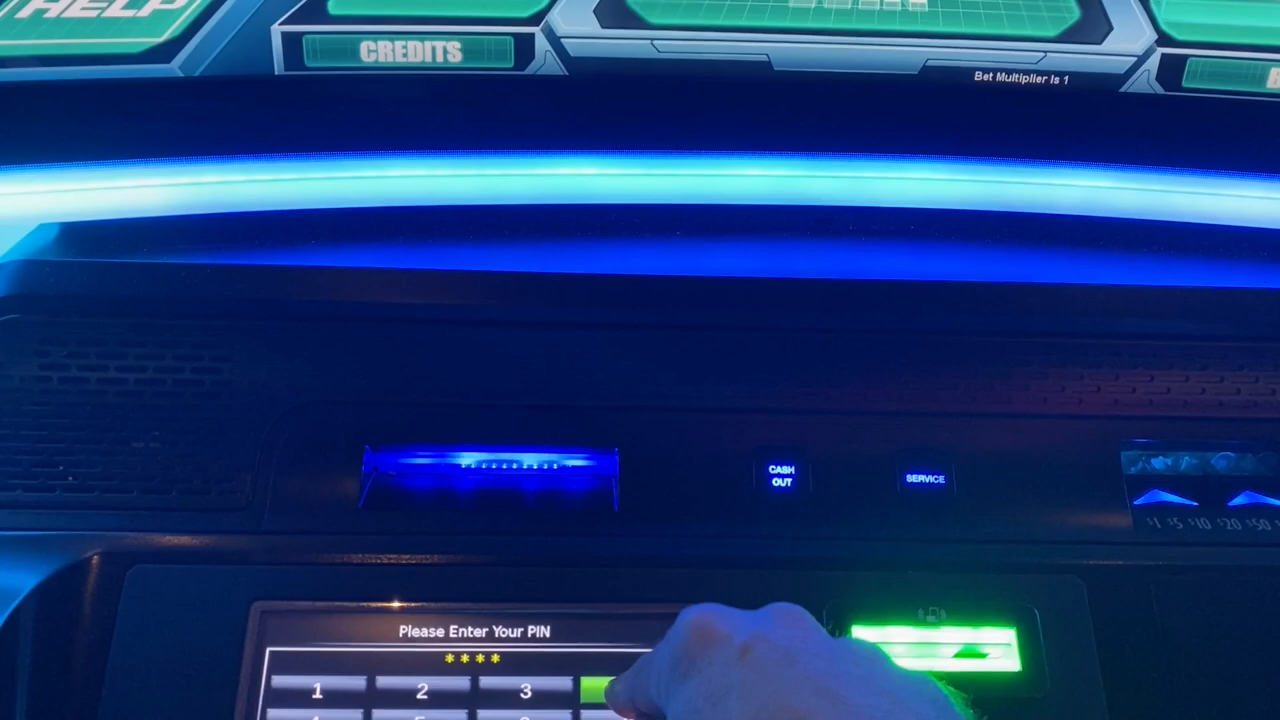 HELP
CREDITS
Bet Multiplier Is 1
CASH
OUT
SERVICE
$1 $5 $10 $20 $50
Please Enter Your PIN
****
1 2 3